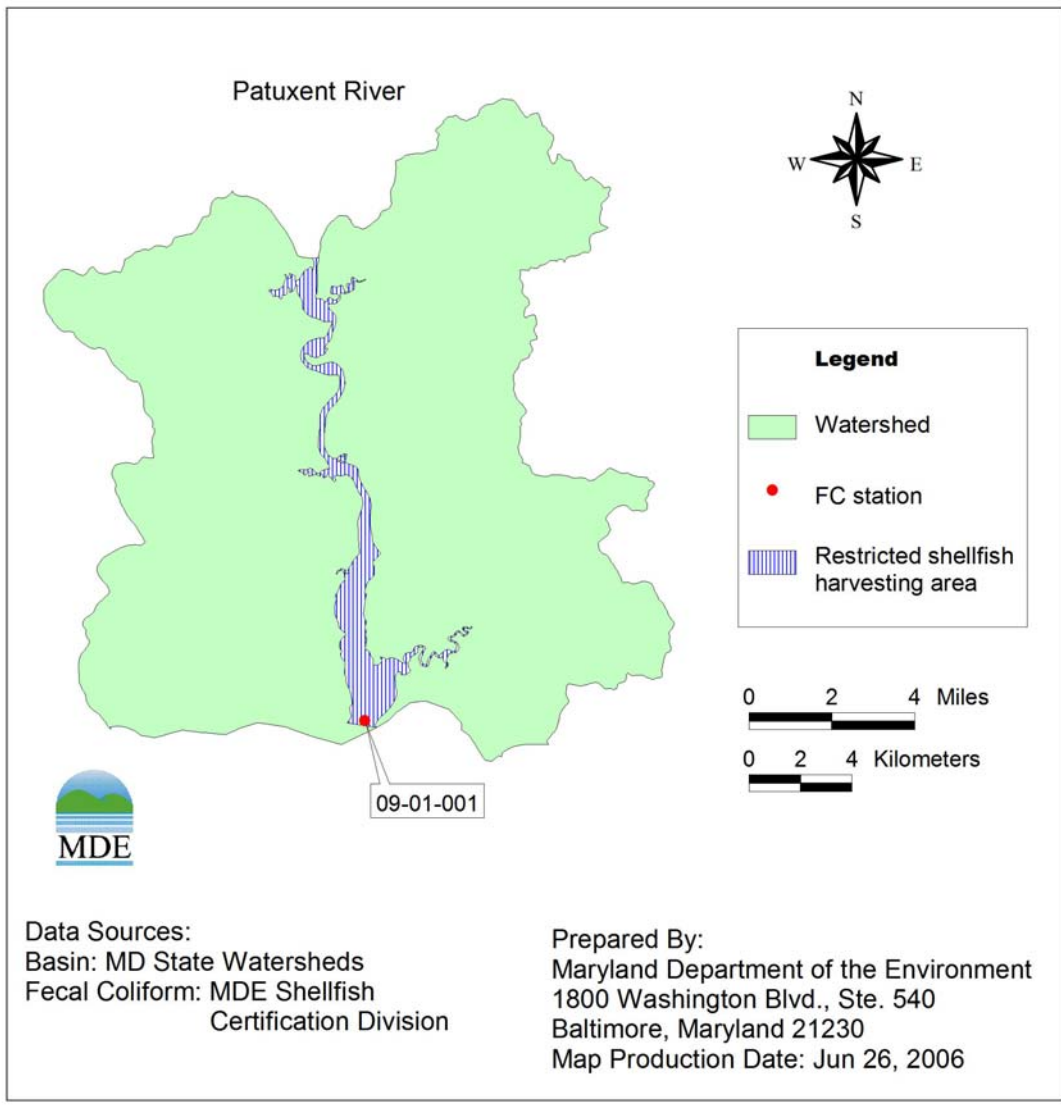 Patuxent River
N
W E
S
Legend
Watershed
FC station
Restricted shellfish
harvesting area
0 2 4 Miles
0 2 4 Kilometers
09-01-001
MDE
Data Sources:
Basin: MD State Watersheds
Fecal Coliform: MDE Shellfish
Certification Division
Prepared By:
Maryland Department of the Environment
1800 Washington Blvd., Ste. 540
Baltimore, Maryland 21230
Map Production Date: Jun 26, 2006